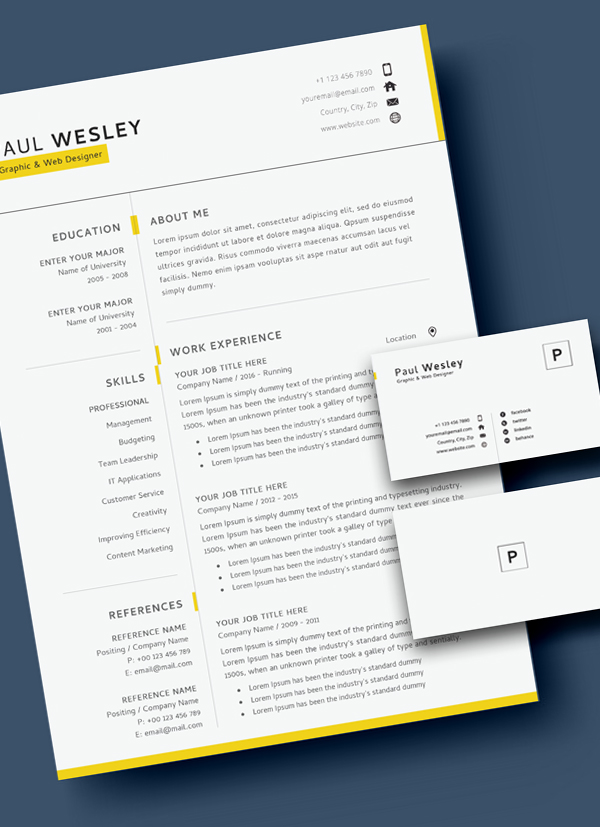 PAUL WESLEY
Graphic & Web Designer
+1 123 456 7890
youremail@email.com
Country, City, Zip
www.website.com
EDUCATION
ENTER YOUR MAJOR
Name of University
2005 - 2008
ENTER YOUR MAJOR
Name of University
2001 - 2004
SKILLS
PROFESSIONAL
Management
Budgeting
Team Leadership
IT Applications
Customer Service
Creativity
Improving Efficiency
Content Marketing
REFERENCES
REFERENCE NAME
Positing / Company Name
P: +00 123 456 789
E: email@mail.com
REFERENCE NAME
Positing / Company Name
P: +00 123 456 789
E: email@mail.com
ABOUT ME
Lorem ipsum dolor sit amet, consectetur adipiscing elit, sed do eiusmod
tempor incididunt ut labore et dolore magna aliqua. Qpsum suspendisse
ultrices gravida. Risus commodo viverra maecenas accumsan lacus vel
facilisis. Nemo enim ipsam vooluptas sit aspe rnatur aut odit aut fugit
simply dummy.
WORK EXPERIENCE
Location
YOUR JOB TITLE HERE
Company Name / 2016 - Running
Lorem Ipsum is simply dummy text of the printing and
Lorem Ipsum has been the industry's standard dummy
1500s, when an unknown printer took a galley of type
• Lorem Ipsum has been the industry's standard dummy
• Lorem Ipsum has been the industry's standard dummy
• Lorem Ipsum has been the industry's standard dummy
YOUR JOB TITLE HERE
Company Name / 2012 - 2015
Lorem Ipsum is simply dummy text of the printing and typesetting industry.
Lorem Ipsum has been the industry's standard dummy text ever since the
1500s, when an unknown printer took a galley of type and
• Lorem Ipsum has been the industry's standard dummy
• Lorem Ipsum has been the industry's standard dummy
• Lorem Ipsum has been the industry's standard dummy
YOUR JOB TITLE HERE
Company Name / 2009 - 2011
Lorem Ipsum is simply dummy text of the printing and
Lorem Ipsum has been the industry's standard dummy
1500s, when an unknown printer took a galley of type and sentially.
• Lorem Ipsum has been the industry's standard dummy
• Lorem Ipsum has been the industry's standard dummy
• Lorem Ipsum has been the industry's standard dummy
Paul Wesley
Graphic & Web Designer
P
+1 123 456 7890
youremail@email.com
Country, City, Zip
www.website.com
facebook
twitter
linkedin
behance
P